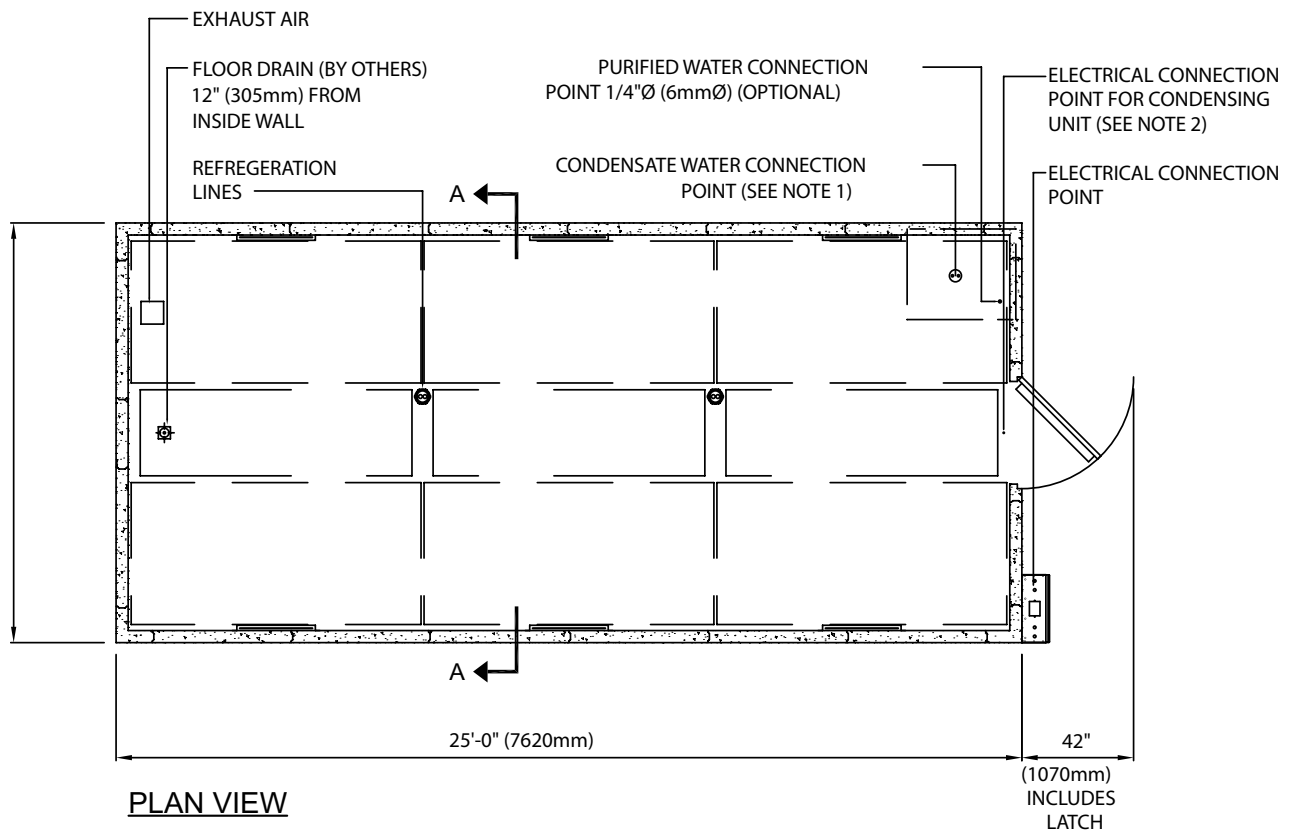 EXHAUST AIR
FLOOR DRAIN (BY OTHERS)
12" (305mm) FROM
INSIDE WALL
REFREGERATION
LINES
PURIFIED WATER CONNECTION
POINT 1/4"Ø (6mmØ) (OPTIONAL)
CONDENSATE WATER CONNECTION
POINT (SEE NOTE 1)
ELECTRICAL CONNECTION
POINT FOR CONDENSING
UNIT (SEE NOTE 2)
ELECTRICAL CONNECTION
POINT
A
A
25'-0" (7620mm)
42"
(1070mm)
INCLUDES
LATCH
PLAN VIEW